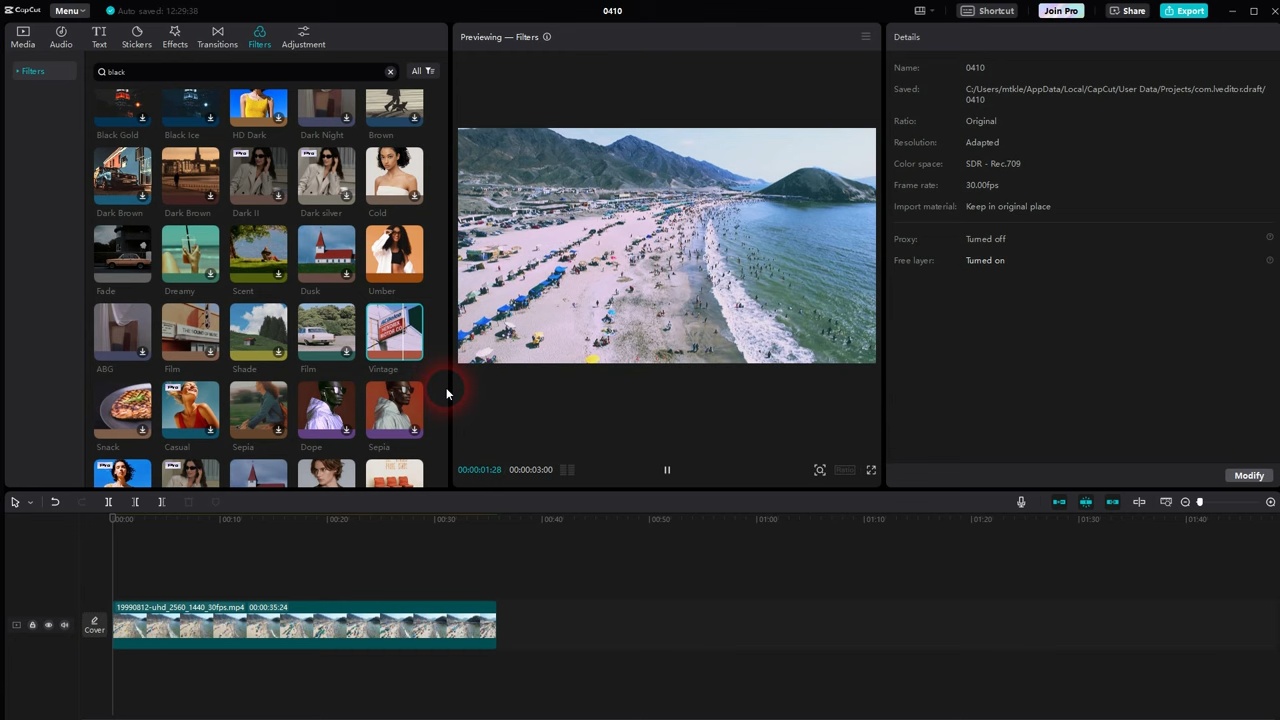 CapCut
Menu
Auto saved: 12:29:38
0410
Shortcut
Join Pro
Share
Export
Media
Audio
Text
Stickers
Effects
Transitions
Filters
Adjustment
Filters
black
All
Black Gold
Black Ice
HD Dark
Dark Night
Brown
Pro
Pro
Dark Brown
Dark Brown
Dark II
Dark silver
Cold
Fade
Dreamy
Scent
Dusk
Umber
ABG
Film
Shade
Film
Vintage
Pro
Snack
Casual
Sepia
Dope
Sepia
Pro
Previewing — Filters
00:00:01:28
00:00:03:00
Ratio
Details
Name: 0410
Saved: C:/Users/mtkle/AppData/Local/CapCut/User Data/Projects/com.lveditor.draft/
0410
Ratio: Original
Resolution: Adapted
Color space: SDR - Rec.709
Frame rate: 30.00fps
Import material: Keep in original place
Proxy: Turned off
Free layer: Turned on
Modify
00:00
00:10
00:20
00:30
00:40
00:50
01:00
01:10
01:20
01:30
01:40
Cover
19990812-uhd_2560_1440_30fps.mp4 00:00:35:24